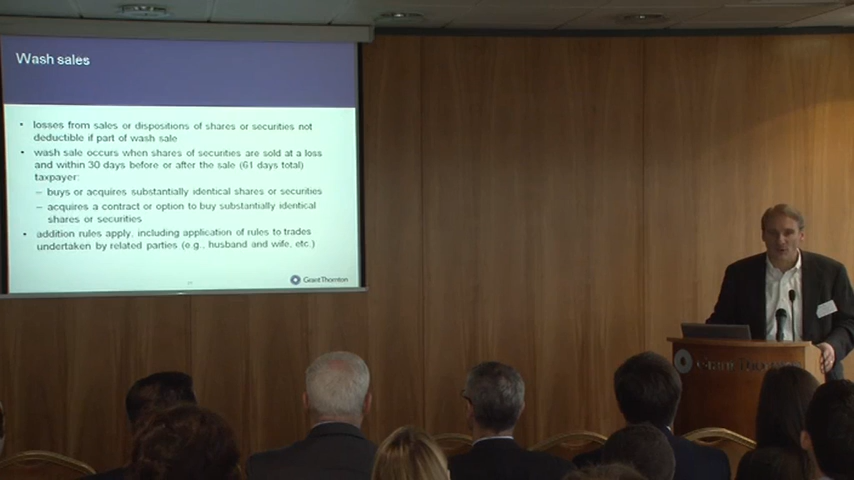 Wash sales
• losses from sales or dispositions of shares or securities not
deductible if part of wash sale
• wash sale occurs when shares of securities are sold at a loss
and within 30 days before or after the sale (61 days total)
taxpayer:
– buys or acquires substantially identical shares or securities
– acquires a contract or option to buy substantially identical
shares or securities
• addition rules apply, including application of rules to trades
undertaken by related parties (e.g., husband and wife, etc.)
GrantThornton